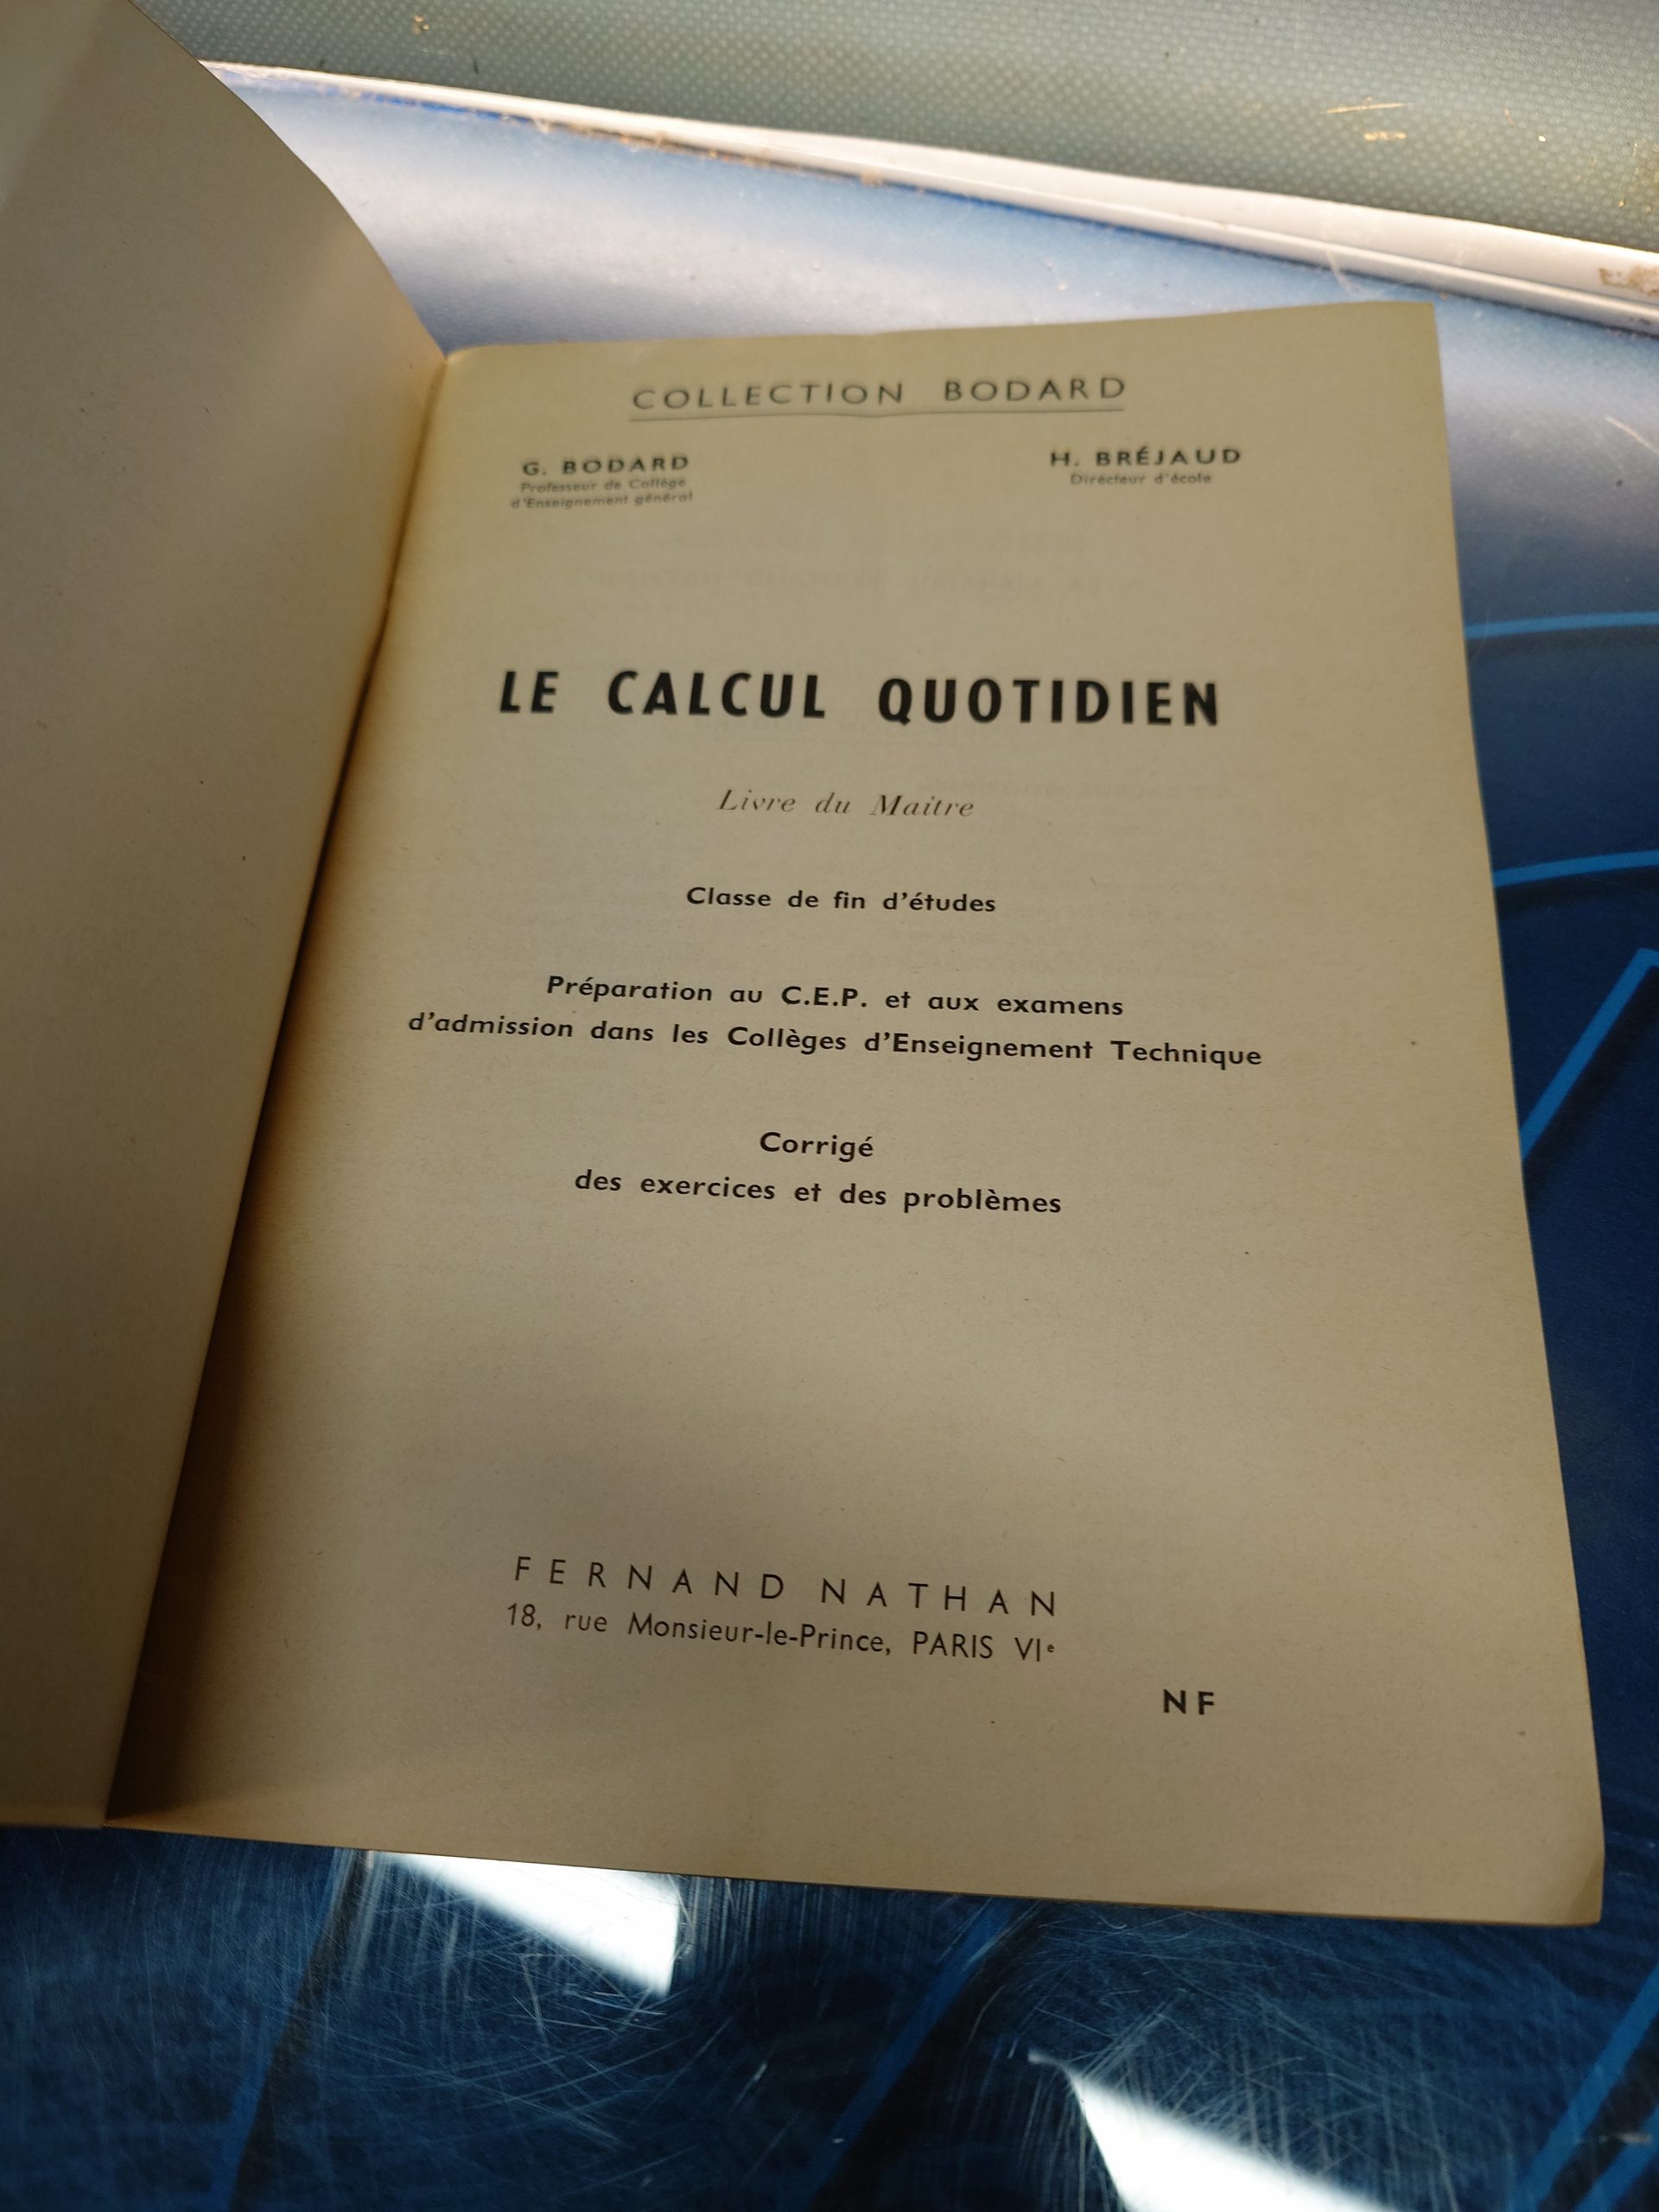 COLLECTION BODARD
G. BODARD
Professeur de Collège
d'Enseignement général
H. BRÉJAUD
Directeur d'école
LE CALCUL QUOTIDIEN
Livre du Maître
Classe de fin d'études
Préparation au C.E.P. et aux examens
d'admission dans les Collèges d'Enseignement Technique
Corrigé
des exercices et des problèmes
FERNAND NATHAN
18, rue Monsieur-le-Prince, PARIS VIe
NF